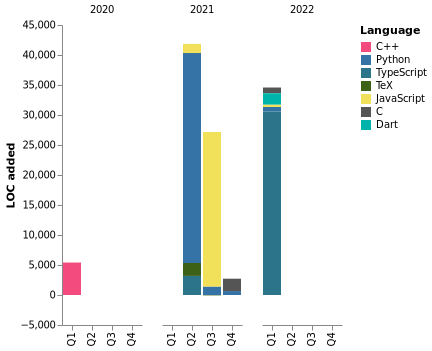 2020
2021
2022
LOC added
45,000
40,000
35,000
30,000
25,000
20,000
15,000
10,000
5,000
0
−5,000
Q1
Q2
Q3
Q4
Q1
Q2
Q3
Q4
Q1
Q2
Q3
Q4
Language
C++
Python
TypeScript
TeX
JavaScript
C
Dart